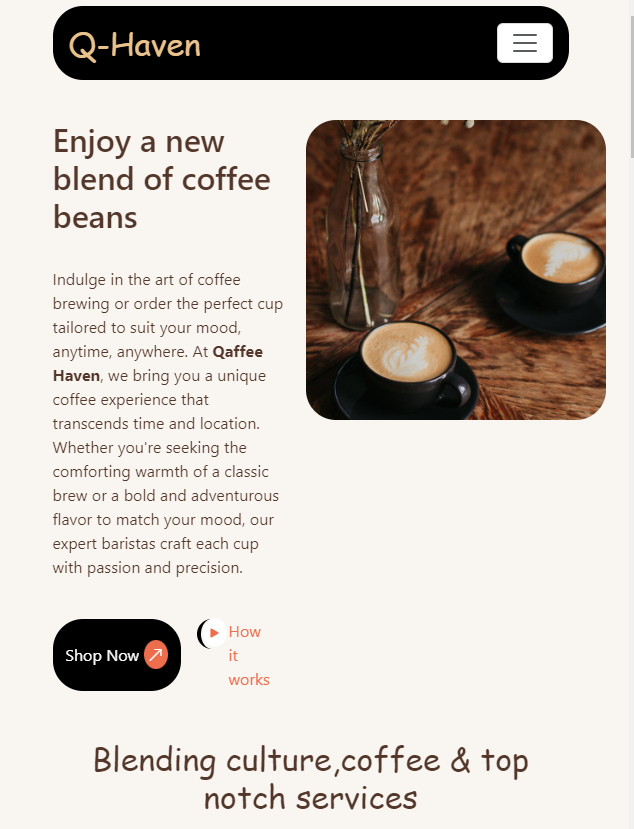 Q-Haven
Enjoy a new
blend of coffee
beans
Indulge in the art of coffee
brewing or order the perfect cup
tailored to suit your mood,
anytime, anywhere. At Qaffee
Haven, we bring you a unique
coffee experience that
transcends time and location.
Whether you're seeking the
comforting warmth of a classic
brew or a bold and adventurous
flavor to match your mood, our
expert baristas craft each cup
with passion and precision.
Shop Now
How
it
works
Blending culture,coffee & top
notch services